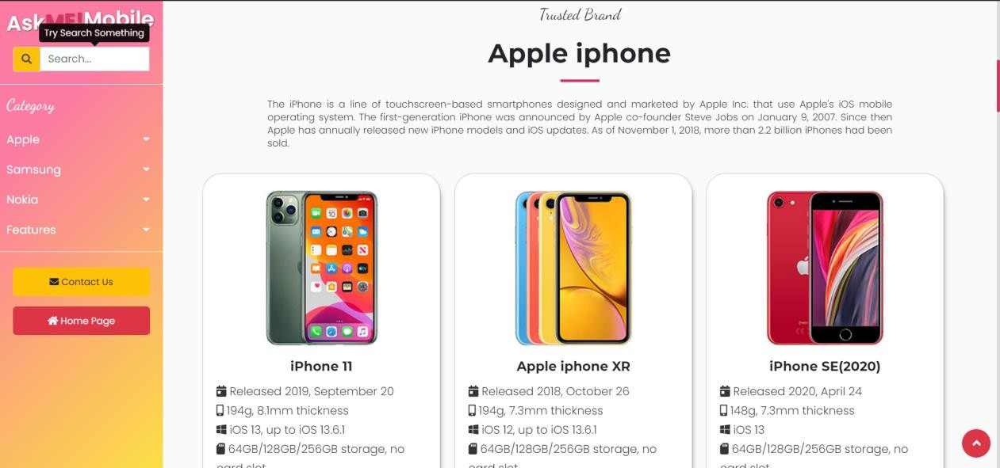 AskME!Mobile
Try Search Something
Search...
Category
Apple
Samsung
Nokia
Features
Contact Us
Home Page
Trusted Brand
Apple iphone
The iPhone is a line of touchscreen-based smartphones designed and marketed by Apple Inc. that use Apple's iOS mobile
operating system. The first-generation iPhone was announced by Apple co-founder Steve Jobs on January 9, 2007. Since then
Apple has annually released new iPhone models and iOS updates. As of November 1, 2018, more than 2.2 billion iPhones had been
sold.
iPhone 11
Released 2019, September 20
194g, 8.1mm thickness
iOS 13, up to iOS 13.6.1
64GB/128GB/256GB storage, no
card slot
Apple iphone XR
Released 2018, October 26
194g, 7.3mm thickness
iOS 12, up to iOS 13.6.1
64GB/128GB/256GB storage, no
card slot
iPhone SE(2020)
Released 2020, April 24
148g, 7.3mm thickness
iOS 13
64GB/128GB/256GB storage, no
card slot